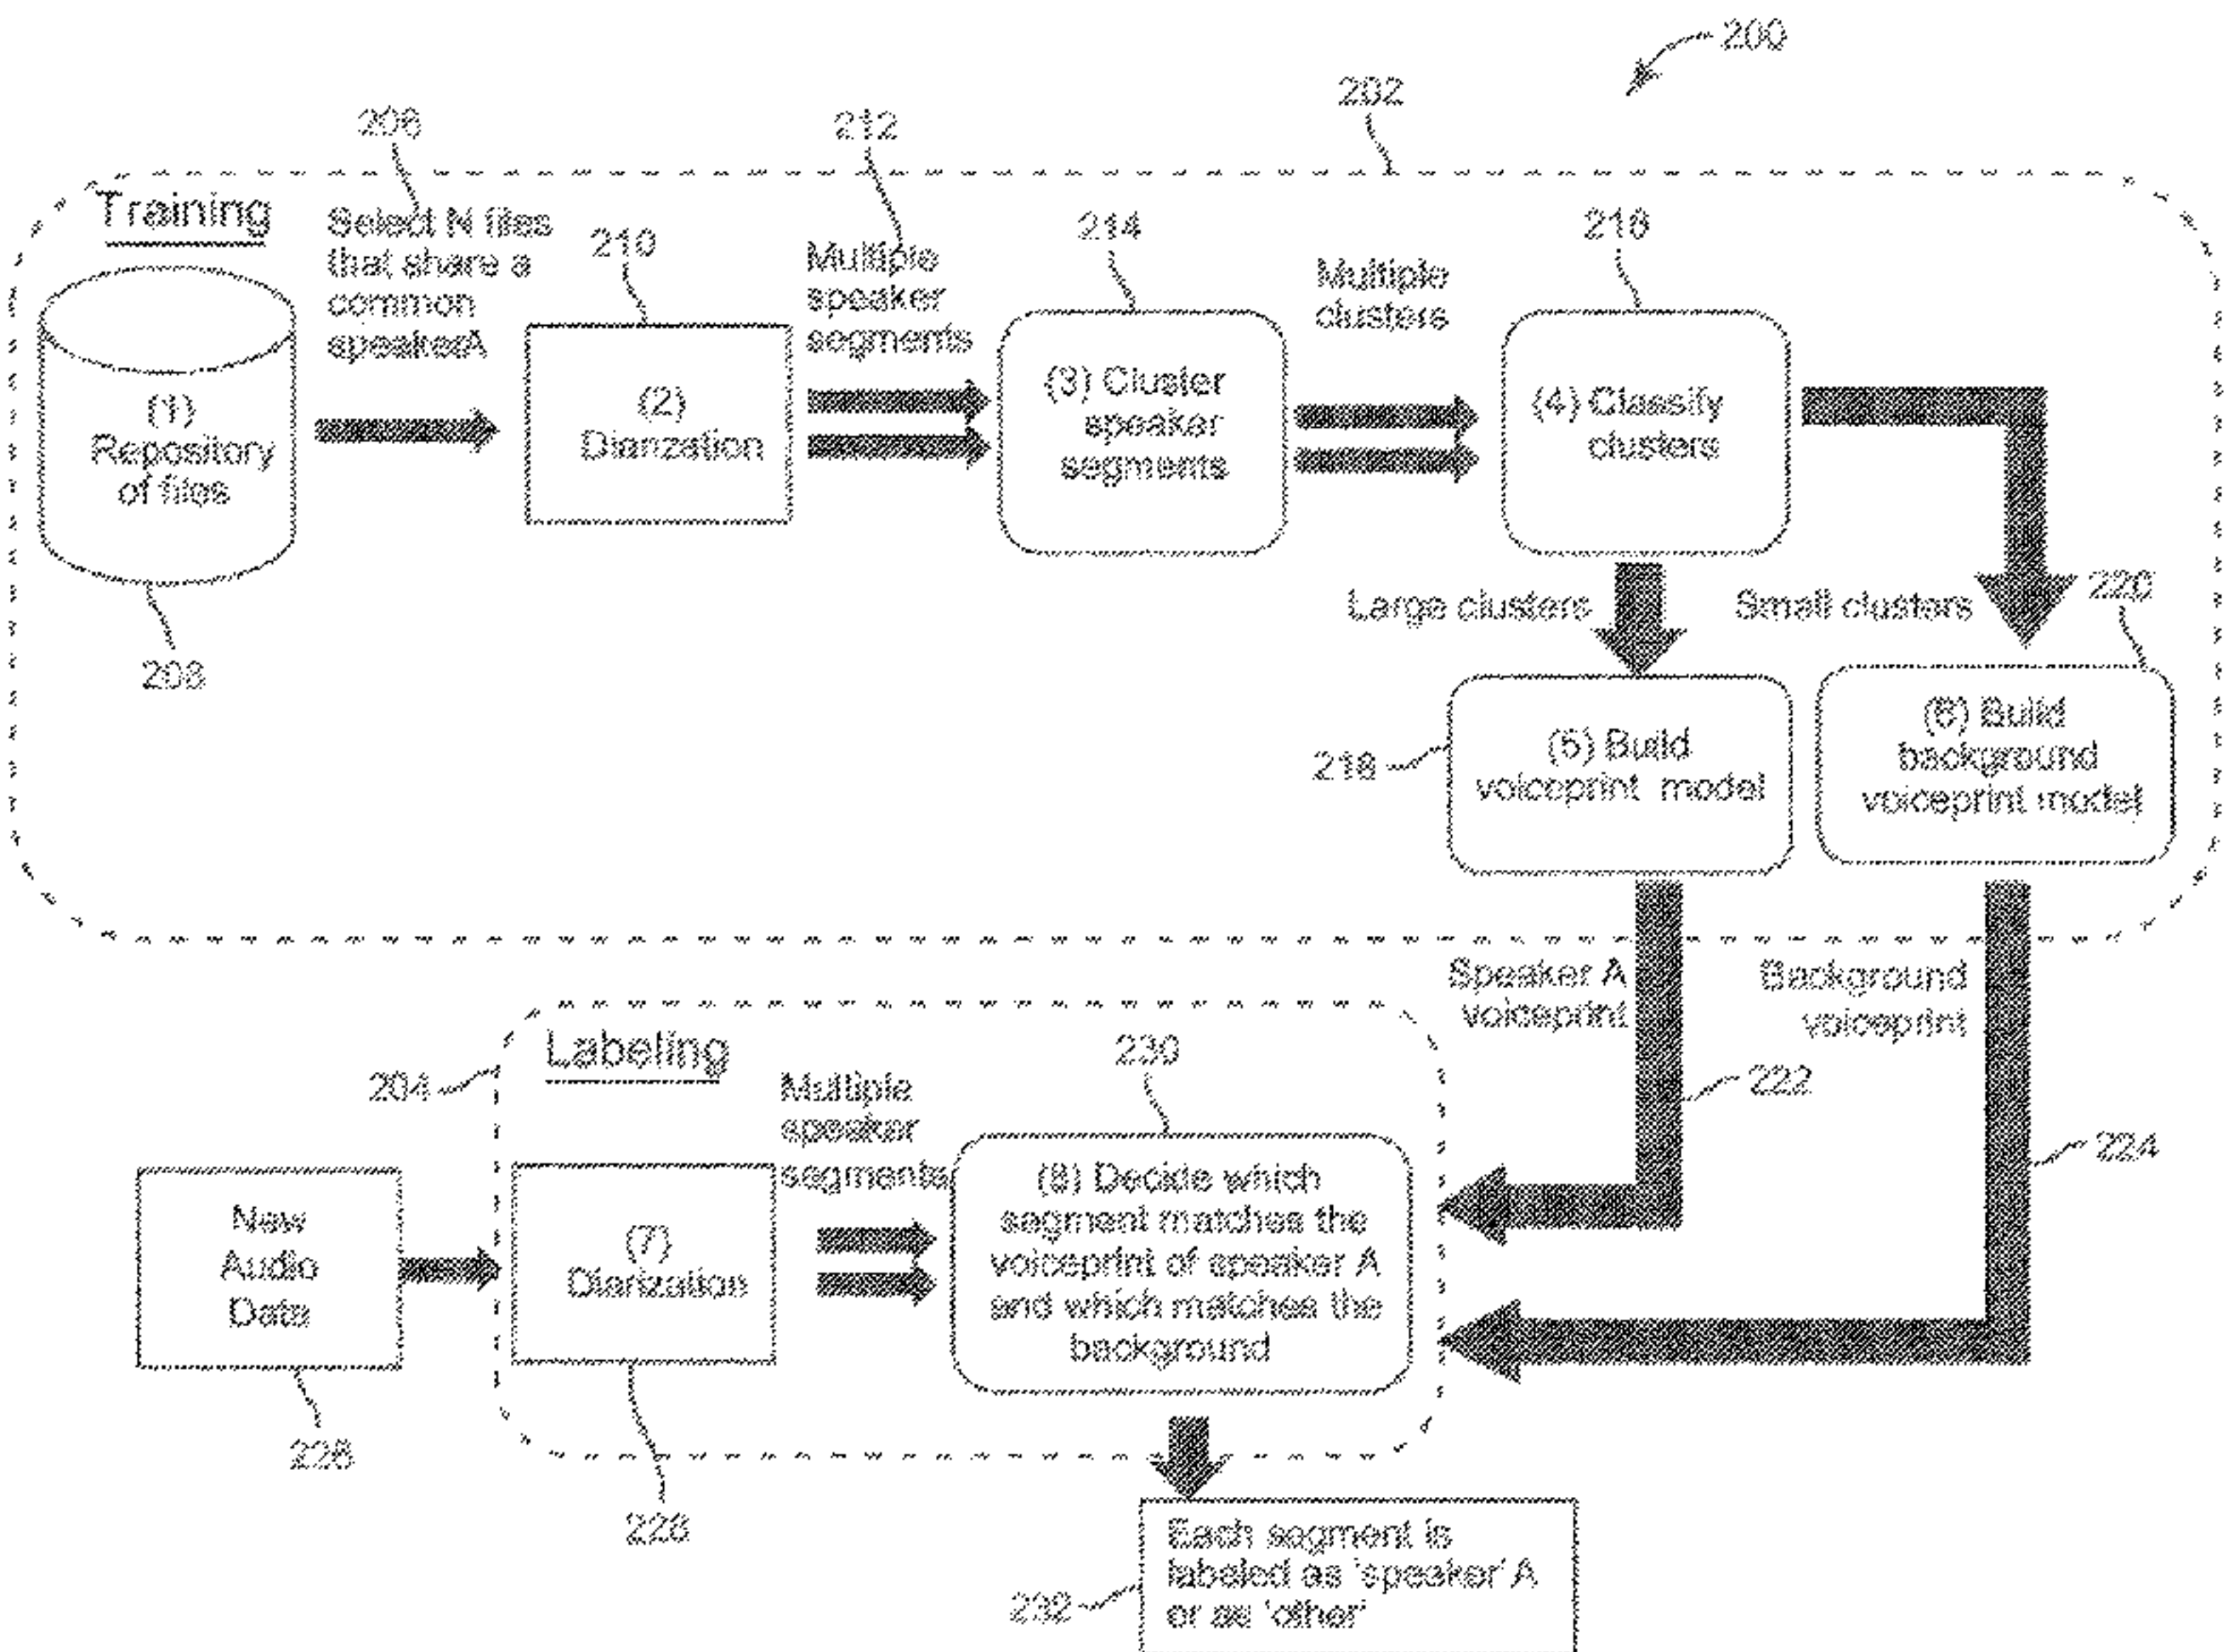 200
202
206
212
Training
Select N files
that share a
common
speakerA
210
Multiple
speaker
segments
214
Multiple
clusters
216
(1)
Repository
of files
(2)
Diarization
(3) Cluster
speaker
segments
(4) Classify
clusters
208
Large clusters
Small clusters
220
218
(5) Build
voiceprint model
(6) Build
background
voiceprint model
Speaker A
voiceprint
Background
voiceprint
204
Labeling
Multiple
speaker
segments
230
222
224
New
Audio
Data
(7)
Diarization
(8) Decide which
segment matches the
voiceprint of speaker A
and which matches the
background
226
228
232
Each segment is
labeled as 'speaker' A
or as 'other'